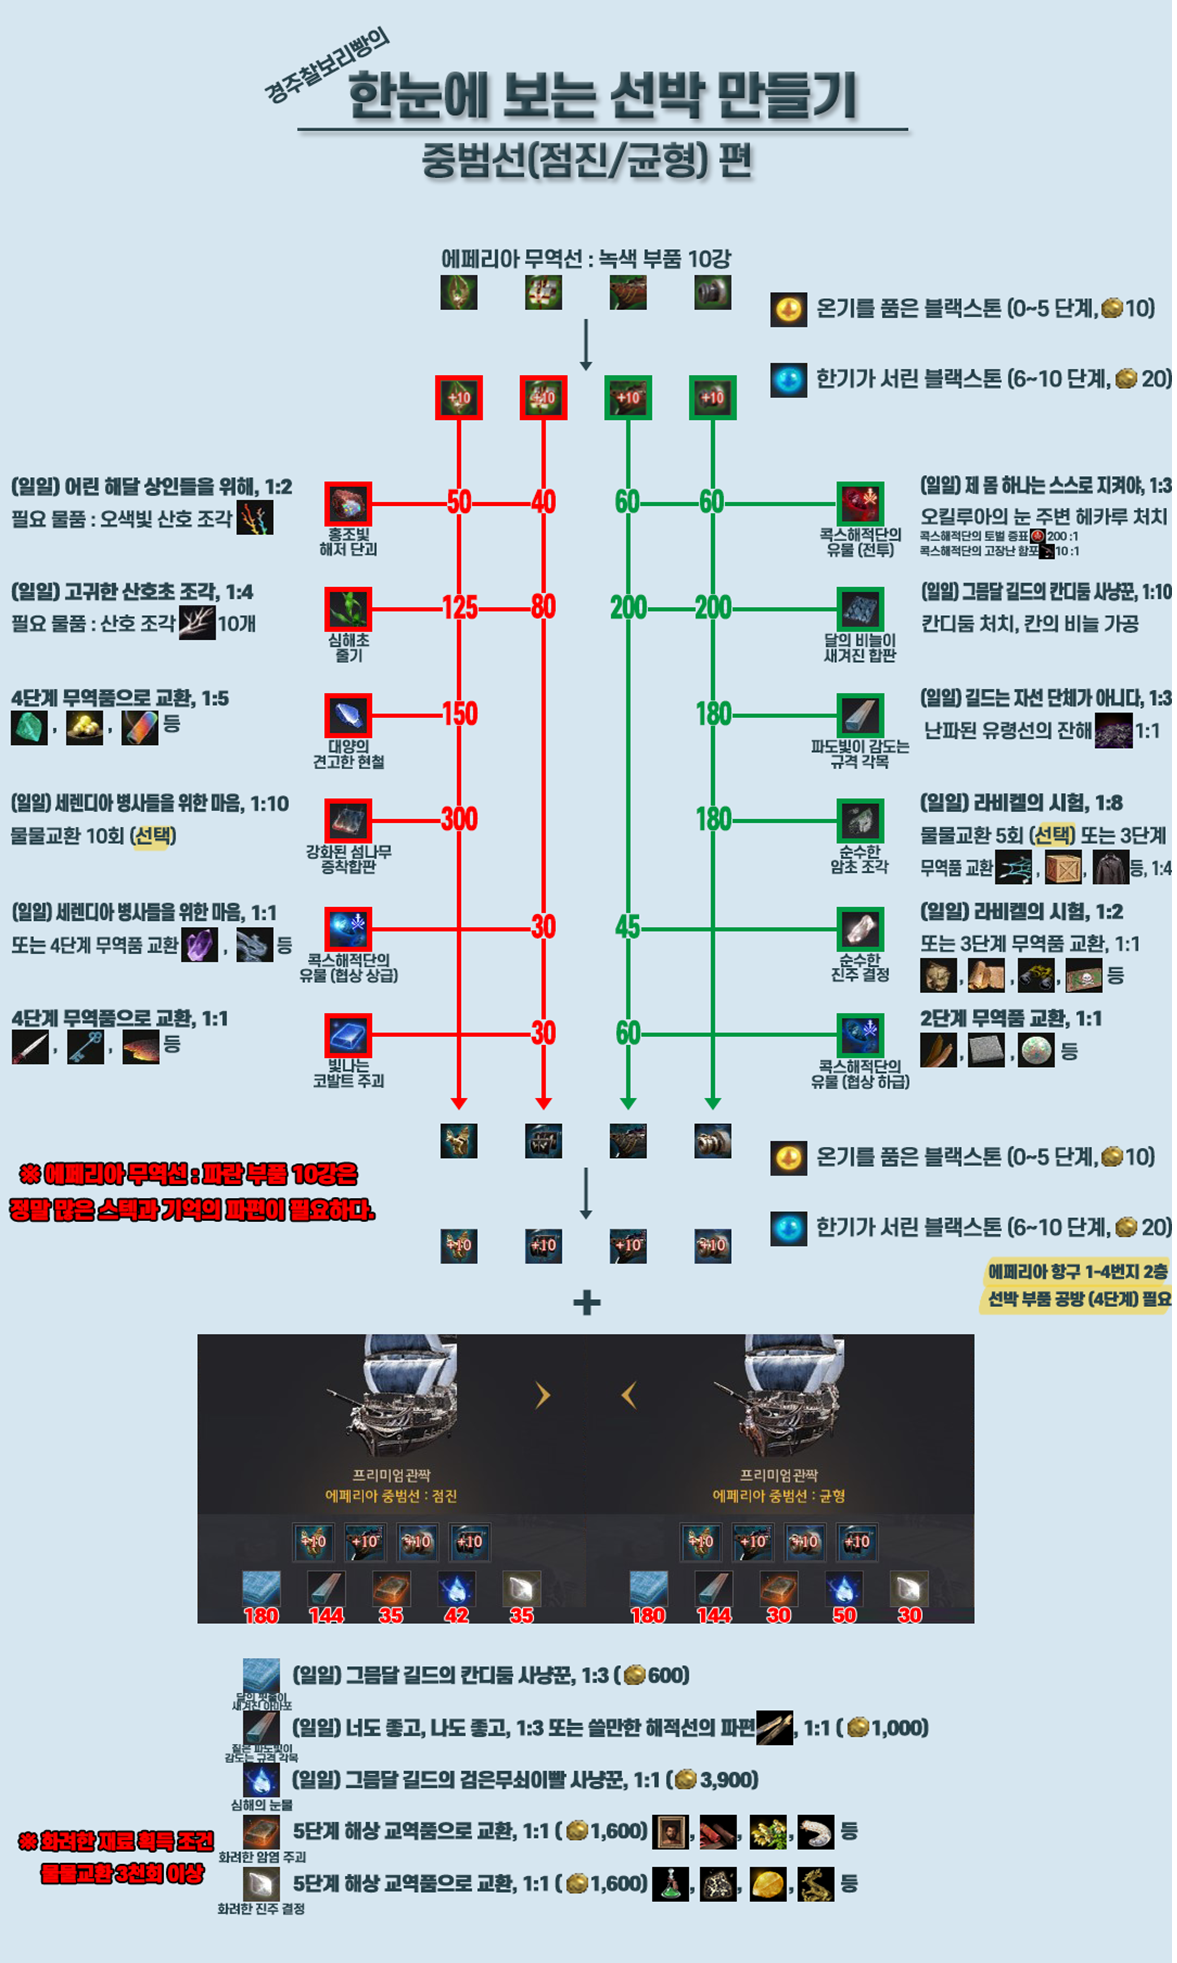 경주찰보리빵의
한눈에 보는 선박 만들기
중범선(점진/균형) 편
에페리아 무역선 : 녹색 부품 10강
온기를 품은 블랙스톤 (0~5 단계, 10)
한기가 서린 블랙스톤 (6~10 단계, 20)
+10 +10 +10 +10
(일일) 어린 해달 상인들을 위해, 1:2
필요 물품 : 오색빛 산호 조각
홍조빛
해저 단괴
50 40 60 60
콕스해적단의
유물 (전투)
(일일) 제 몸 하나는 스스로 지켜야, 1:3
오킬루아의 눈 주변 헤카루 처치
콕스해적단의 토벌 증표 200 :1
콕스해적단의 고장난 함포 10 :1
(일일) 고귀한 산호초 조각, 1:4
필요 물품 : 산호 조각 10개
심해초
줄기
125 80 200 200
달의 비늘이
새겨진 합판
(일일) 그믐달 길드의 칸디둠 사냥꾼, 1:10
칸디둠 처치, 칸의 비늘 가공
4단계 무역품으로 교환, 1:5
, , 등
대양의
견고한 현철
150 180
파도빛이 감도는
규격 각목
(일일) 길드는 자선 단체가 아니다, 1:3
난파된 유령선의 잔해 1:1
(일일) 세렌디아 병사들을 위한 마음, 1:10
물물교환 10회 (선택)
강화된 섬나무
증착합판
300 180
순수한
암초 조각
(일일) 라비켈의 시험, 1:8
물물교환 5회 (선택) 또는 3단계
무역품 교환 , , 등, 1:4
(일일) 세렌디아 병사들을 위한 마음, 1:1
또는 4단계 무역품 교환 , 등
콕스해적단의
유물 (협상 상급)
30 45
순수한
진주 결정
(일일) 라비켈의 시험, 1:2
또는 3단계 무역품 교환, 1:1
, , , 등
4단계 무역품으로 교환, 1:1
, , 등
빛나는
코발트 주괴
30 60
콕스해적단의
유물 (협상 하급)
2단계 무역품 교환, 1:1
, , 등
※ 에페리아 무역선 : 파란 부품 10강은
정말 많은 스택과 기억의 파편이 필요하다.
온기를 품은 블랙스톤 (0~5 단계, 10)
한기가 서린 블랙스톤 (6~10 단계, 20)
+10 +10 +10 +10
에페리아 항구 1-4번지 2층
선박 부품 공방 (4단계) 필요
+
프리미엄관짝
에페리아 중범선 : 점진
프리미엄관짝
에페리아 중범선 : 균형
+10 +10 +10 +10
+10 +10 +10 +10
180 144 35 42 35
180 144 30 50 30
(일일) 그믐달 길드의 칸디둠 사냥꾼, 1:3 ( 600)
달의 핏줄이
새겨진 아마포
(일일) 너도 좋고, 나도 좋고, 1:3 또는 쓸만한 해적선의 파편 , 1:1 ( 1,000)
짙은 파도빛이
감도는 규격 각목
(일일) 그믐달 길드의 검은무쇠이빨 사냥꾼, 1:1 ( 3,900)
심해의 눈물
5단계 해상 교역품으로 교환, 1:1 ( 1,600) , , , 등
화려한 암염 주괴
※ 화려한 재료 획득 조건
물물교환 3천회 이상
5단계 해상 교역품으로 교환, 1:1 ( 1,600) , , , 등
화려한 진주 결정